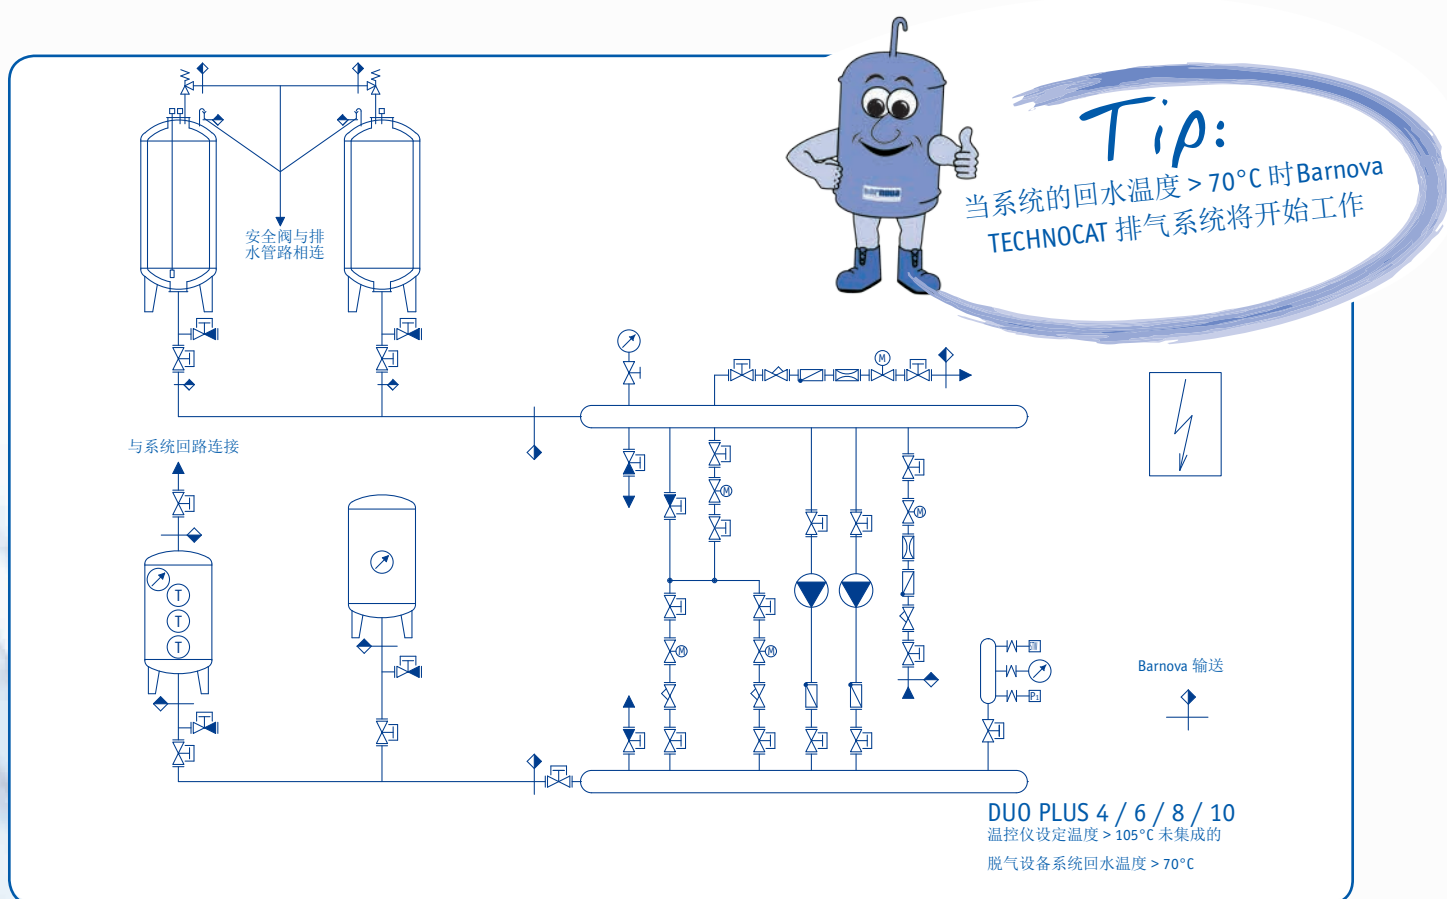 Tip:
当系统的回水温度 > 70°C 时Barnova
TECHNOCAT 排气系统将开始工作
barnova
安全阀与排
水管路相连
与系统回路连接
M
M
M
M
M
T
T
T
P₁
Barnova 输送
DUO PLUS 4 / 6 / 8 / 10
温控仪设定温度 > 105°C 未集成的
脱气设备系统回水温度 > 70°C